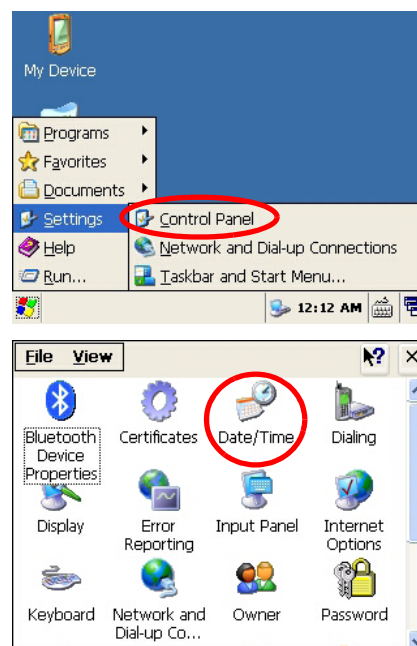 My Device
Programs
Favorites
Documents
Settings
Control Panel
Help
Network and Dial-up Connections
Run...
Taskbar and Start Menu...
12:12 AM
File View
?
Bluetooth Device Properties
Certificates
Date/Time
Dialing
Display
Error Reporting
Input Panel
Internet Options
Keyboard
Network and Dial-up Co...
Owner
Password